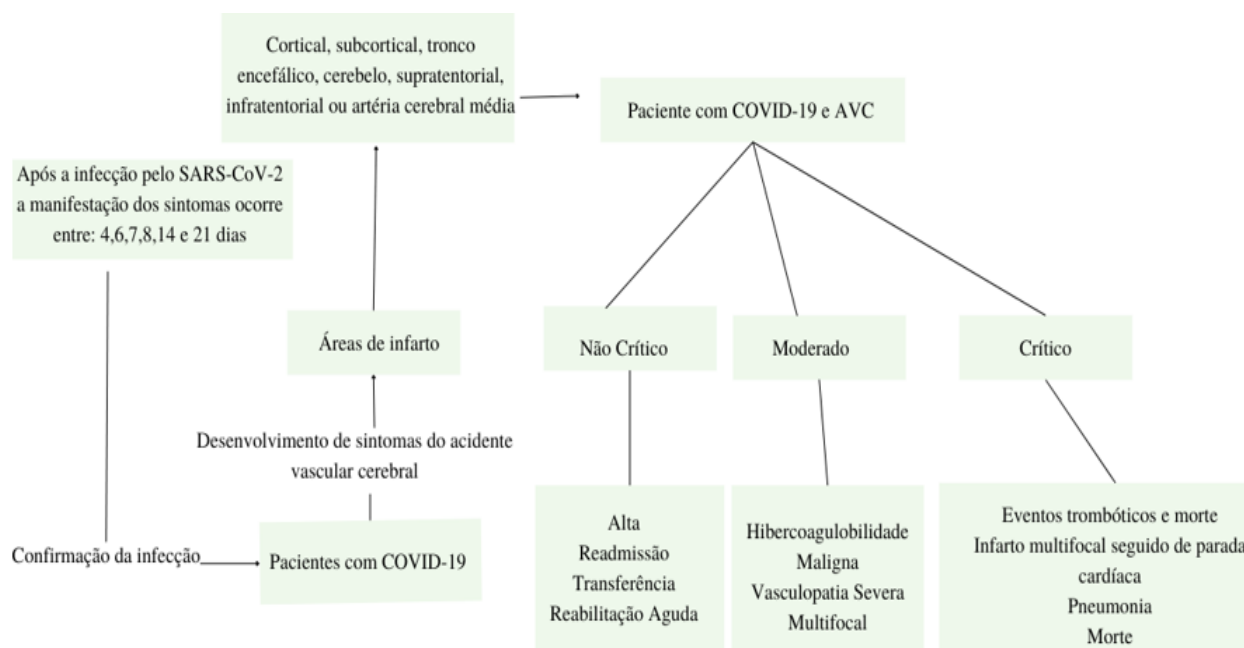 Cortical, subcortical, tronco
encefálico, cerebelo, supratentorial,
infratentorial ou artéria cerebral média
Paciente com COVID-19 e AVC
Após a infecção pelo SARS-CoV-2
a manifestação dos sintomas ocorre
entre: 4,6,7,8,14 e 21 dias
Áreas de infarto
Não Crítico
Moderado
Crítico
Desenvolvimento de sintomas do acidente
vascular cerebral
Confirmação da infecção
Pacientes com COVID-19
Alta
Readmissão
Transferência
Reabilitação Aguda
Hibercoagulobilidade
Maligna
Vasculopatia Severa
Multifocal
Eventos trombóticos e morte
Infarto multifocal seguido de parada
cardíaca
Pneumonia
Morte